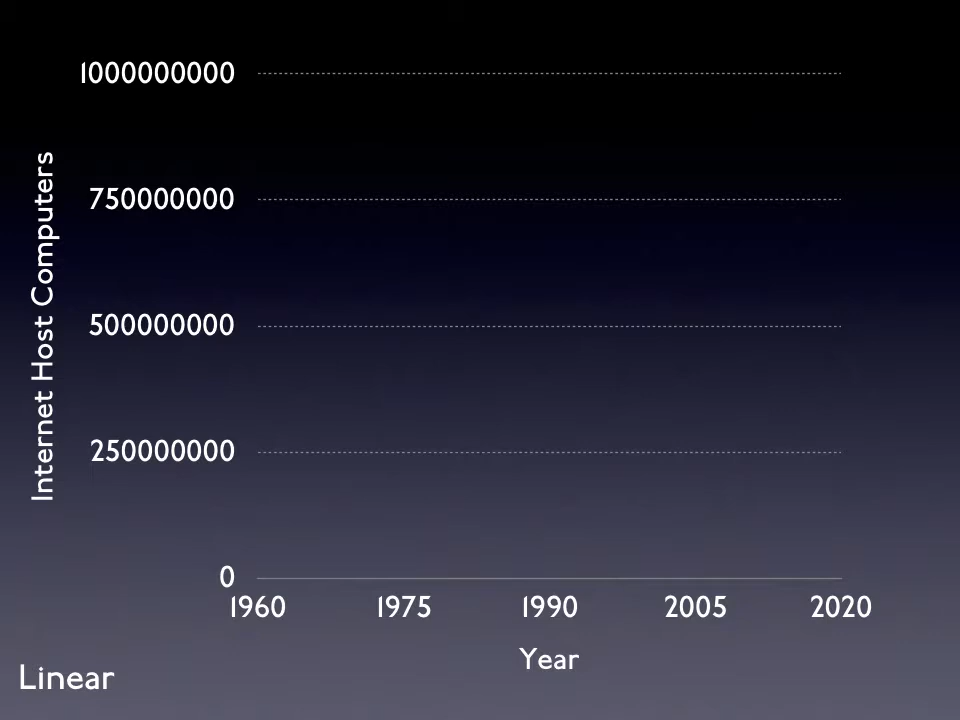 1000000000
750000000
500000000
250000000
0
1960 1975 1990 2005 2020
Internet Host Computers
Year
Linear